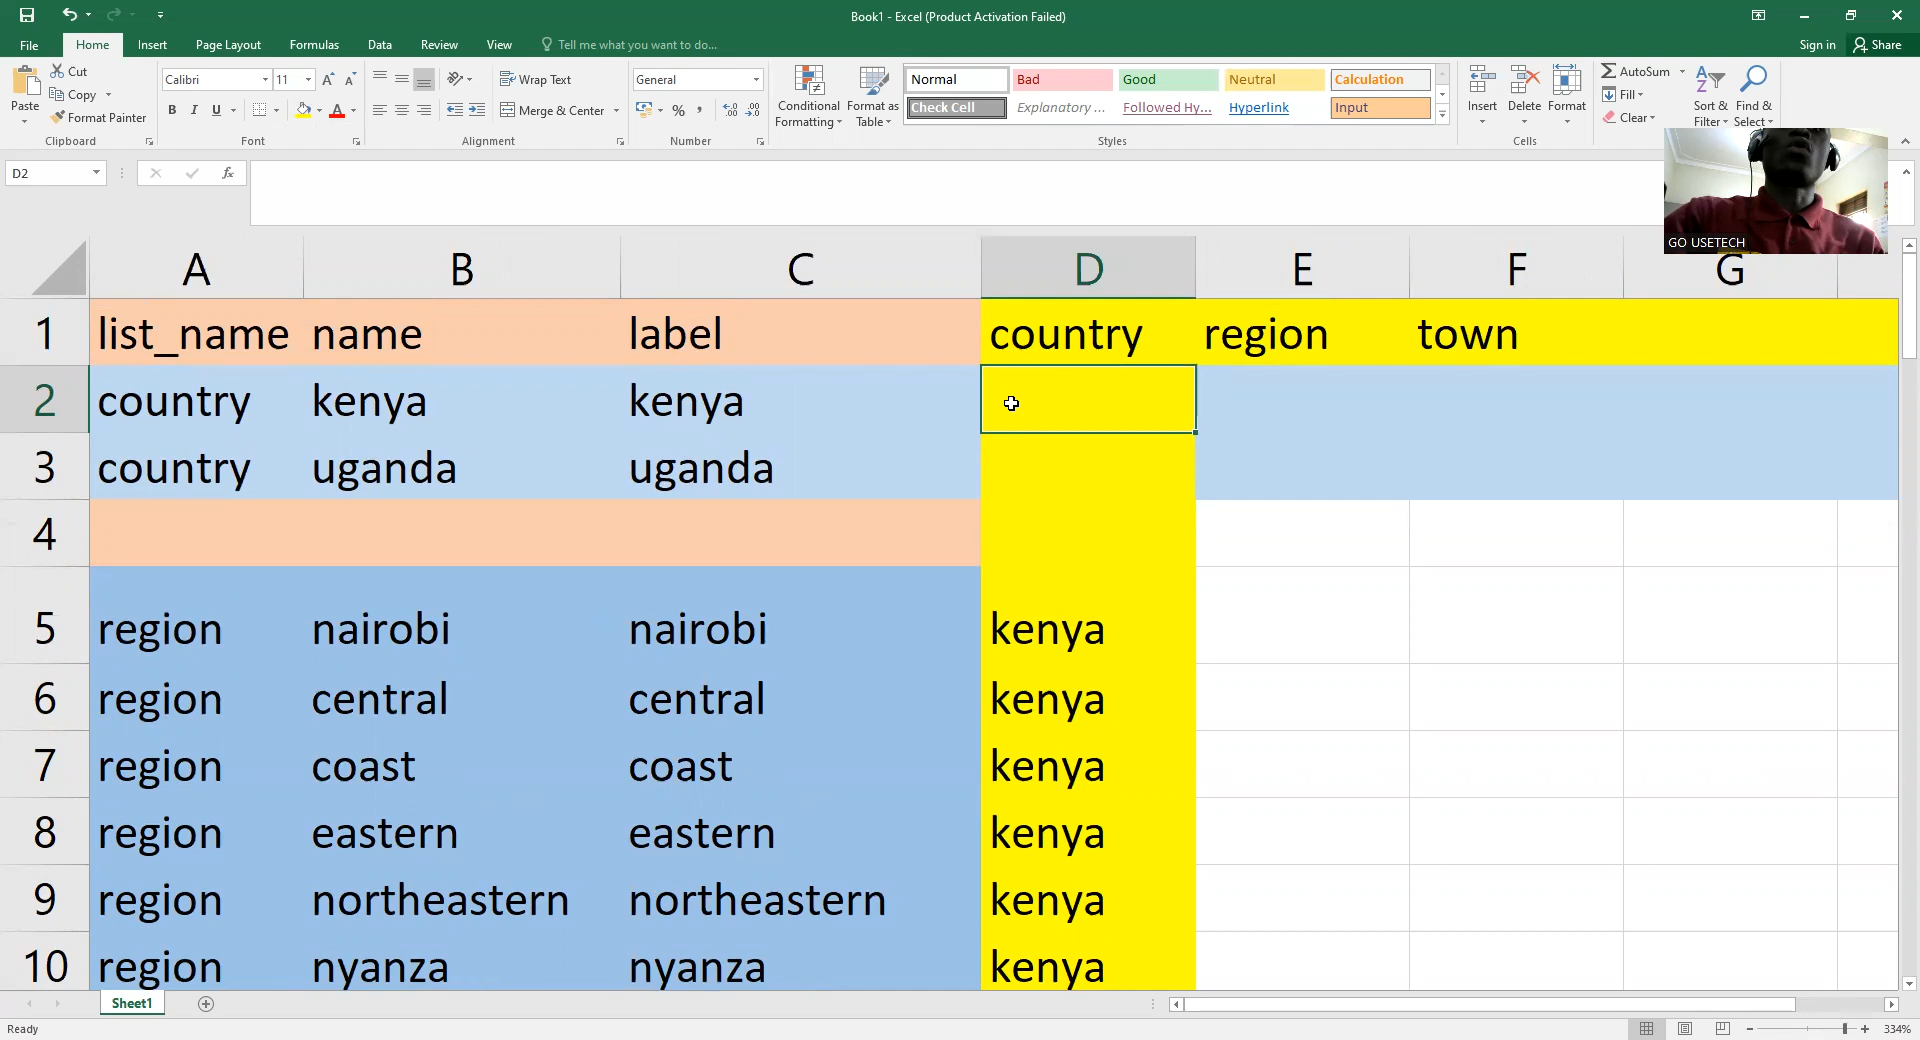 Book1 - Excel (Product Activation Failed)
File Home Insert Page Layout Formulas Data Review View Tell me what you want to do... Sign in Share
Paste Cut Copy Format Painter Clipboard
Calibri 11 A A B I U A Font
Wrap Text Merge & Center Alignment
General % , .0 .00 Number
Conditional Formatting Format as Table
Normal Bad Good Neutral Calculation
Check Cell Explanatory ... Followed Hy... Hyperlink Input
Styles
Insert Delete Format Cells
AutoSum Fill Clear Sort & Filter Find & Select
D2 fx
GO USETECH
A B C D E F G
1 list_name name label country region town
2 country kenya kenya
3 country uganda uganda
4
5 region nairobi nairobi kenya
6 region central central kenya
7 region coast coast kenya
8 region eastern eastern kenya
9 region northeastern northeastern kenya
10 region nyanza nyanza kenya
Sheet1
Ready 334%